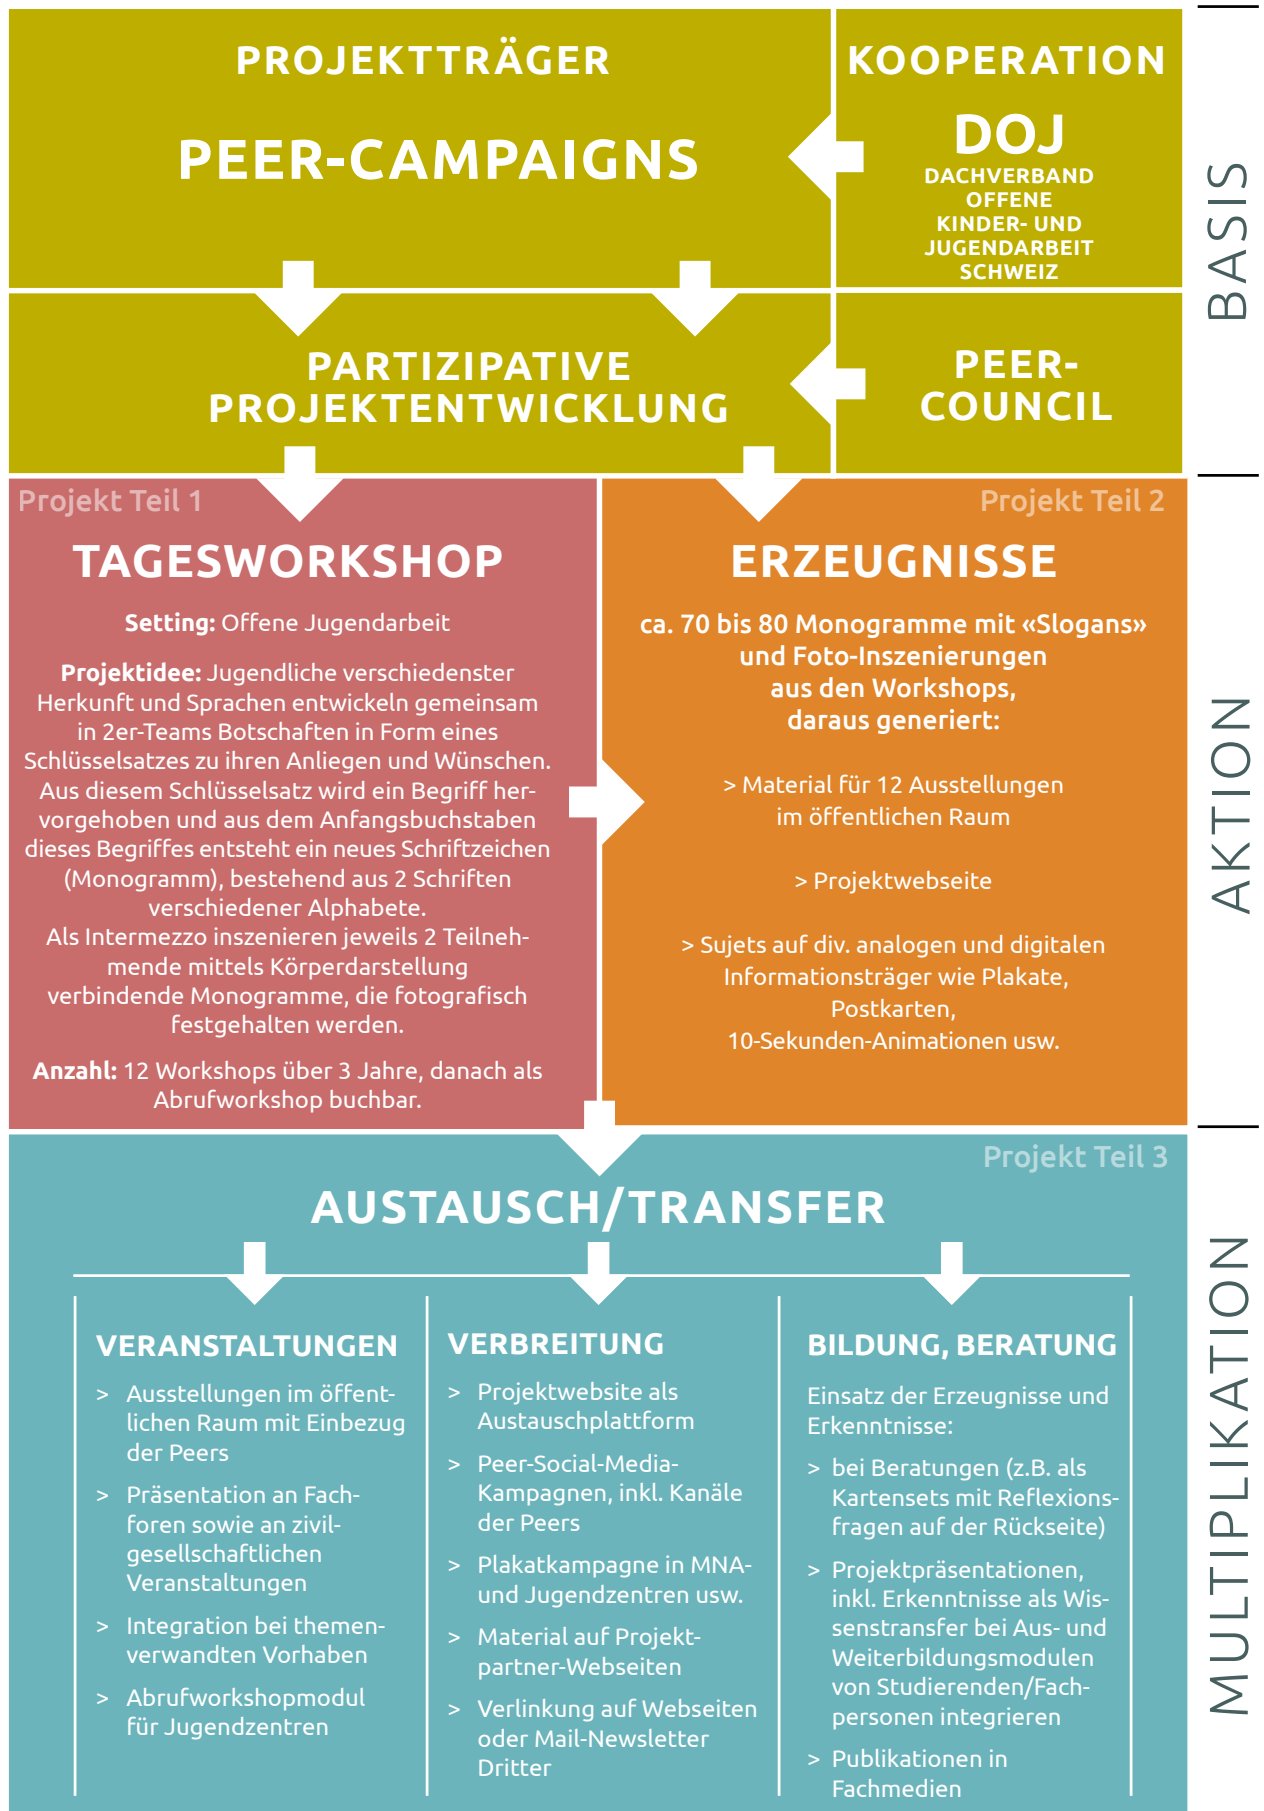 PROJEKTTRÄGER
PEER-CAMPAIGNS
KOOPERATION
DOJ
DACHVERBAND
OFFENE
KINDER- UND
JUGENDARBEIT
SCHWEIZ
PARTIZIPATIVE
PROJEKTENTWICKLUNG
PEER-
COUNCIL
BASIS
Projekt Teil 1
TAGESWORKSHOP
Setting: Offene Jugendarbeit
Projektidee: Jugendliche verschiedenster
Herkunft und Sprachen entwickeln gemeinsam
in 2er-Teams Botschaften in Form eines
Schlüsselsatzes zu ihren Anliegen und Wünschen.
Aus diesem Schlüsselsatz wird ein Begriff her-
vorgehoben und aus dem Anfangsbuchstaben
dieses Begriffes entsteht ein neues Schriftzeichen
(Monogramm), bestehend aus 2 Schriften
verschiedener Alphabete.
Als Intermezzo inszenieren jeweils 2 Teilneh-
mende mittels Körperdarstellung
verbindende Monogramme, die fotografisch
festgehalten werden.
Anzahl: 12 Workshops über 3 Jahre, danach als
Abrufworkshop buchbar.
Projekt Teil 2
ERZEUGNISSE
ca. 70 bis 80 Monogramme mit «Slogans»
und Foto-Inszenierungen
aus den Workshops,
daraus generiert:
> Material für 12 Ausstellungen
im öffentlichen Raum
> Projektwebseite
> Sujets auf div. analogen und digitalen
Informationsträger wie Plakate,
Postkarten,
10-Sekunden-Animationen usw.
AKTION
Projekt Teil 3
AUSTAUSCH/TRANSFER
VERANSTALTUNGEN
> Ausstellungen im öffent-
lichen Raum mit Einbezug
der Peers
> Präsentation an Fach-
foren sowie an zivil-
gesellschaftlichen
Veranstaltungen
> Integration bei themen-
verwandten Vorhaben
> Abrufworkshopmodul
für Jugendzentren
VERBREITUNG
> Projektwebsite als
Austauschplattform
> Peer-Social-Media-
Kampagnen, inkl. Kanäle
der Peers
> Plakatkampagne in MNA-
und Jugendzentren usw.
> Material auf Projekt-
partner-Webseiten
> Verlinkung auf Webseiten
oder Mail-Newsletter
Dritter
BILDUNG, BERATUNG
Einsatz der Erzeugnisse und
Erkenntnisse:
> bei Beratungen (z.B. als
Kartensets mit Reflexions-
fragen auf der Rückseite)
> Projektpräsentationen,
inkl. Erkenntnisse als Wis-
senstransfer bei Aus- und
Weiterbildungsmodulen
von Studierenden/Fach-
personen integrieren
> Publikationen in
Fachmedien
MULTIPLIKATION